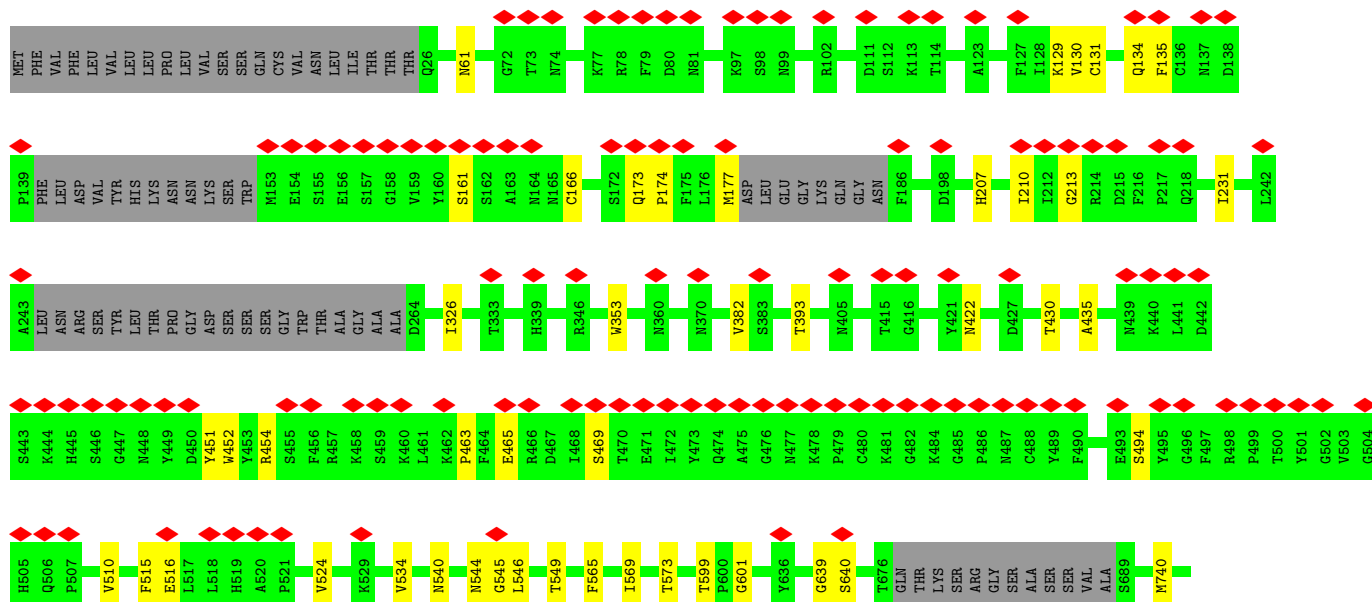 MET PHE VAL PHE LEU VAL LEU LEU PRO LEU VAL SER SER GLN CYS VAL ASN LEU ILE THR THR THR Q26 N61 G72 T73 N74 K77 R78 F79 D80 N81 K97 S98 N99 R102 D111 S112 K113 T114 A123 F127 I128 K129 V130 C131 Q134 F135 C136 N137 D138
P139 PHE LEU ASP VAL TYR HIS LYS ASN ASN LYS SER TRP M153 E154 S155 E156 S157 G158 V159 Y160 S161 S162 A163 N164 N165 C166 S172 Q173 P174 F175 L176 M177 ASP LEU GLU GLY LYS GLN GLY ASN F186 D198 H207 I210 I212 G213 R214 D215 F216 P217 Q218 I231 L242
A243 LEU ASN ARG SER TYR LEU THR PRO GLY ASP SER SER SER GLY TRP THR ALA GLY ALA ALA D264 I326 T333 H339 R346 W353 N360 N370 V382 S383 T393 N405 T415 G416 Y421 N422 D427 T430 A435 N439 K440 L441 D442
S443 K444 H445 S446 G447 N448 Y449 D450 Y451 W452 Y453 R454 S455 F456 R457 K458 S459 K460 L461 K462 P463 F464 E465 R466 D467 I468 S469 T470 E471 I472 Y473 Q474 A475 G476 N477 K478 P479 C480 K481 G482 K484 G485 P486 N487 C488 Y489 F490 E493 S494 Y495 G496 F497 R498 P499 T500 Y501 G502 V503 G504
H505 Q506 P507 V510 F515 E516 L517 L518 H519 A520 P521 V524 K529 V534 N540 N544 G545 L546 T549 F565 I569 T573 T599 P600 G601 Y636 G639 S640 T676 GLN THR LYS SER ARG GLY SER ALA SER SER VAL ALA S689 M740